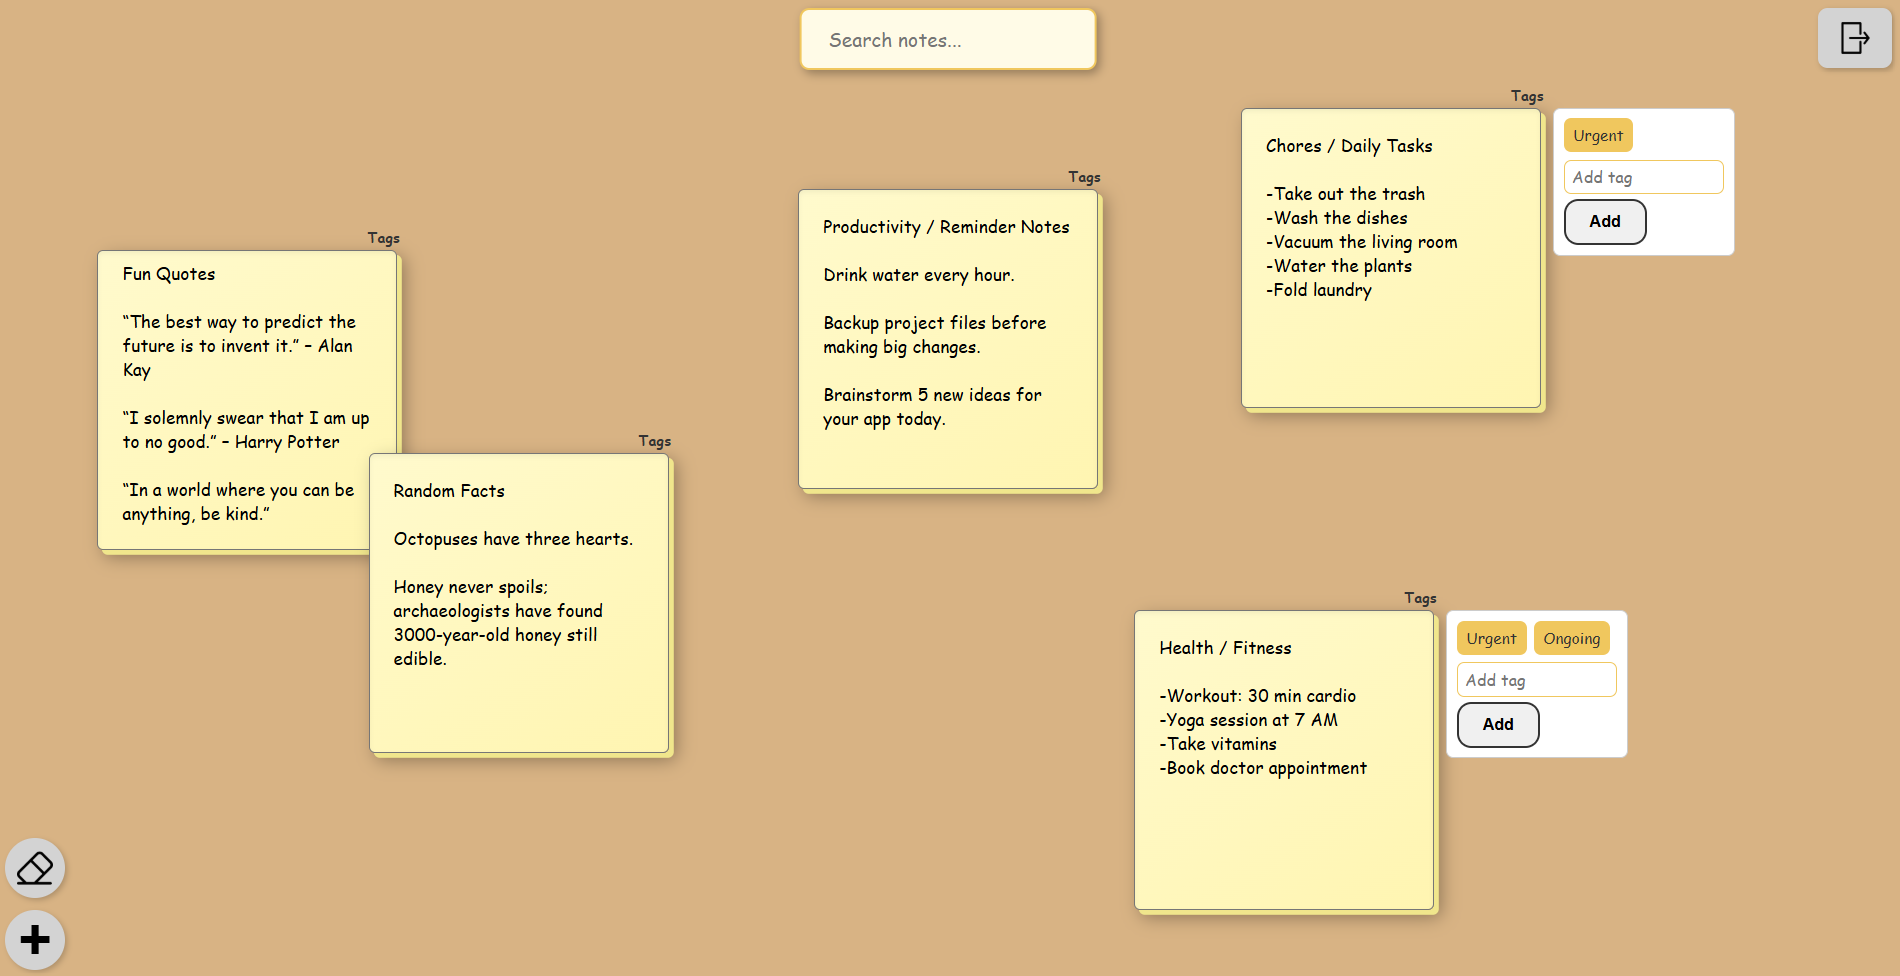 Search notes...
Tags
Fun Quotes
“The best way to predict the
future is to invent it.” – Alan
Kay
“I solemnly swear that I am up
to no good.” – Harry Potter
“In a world where you can be
anything, be kind.”
Tags
Random Facts
Octopuses have three hearts.
Honey never spoils;
archaeologists have found
3000-year-old honey still
edible.
Tags
Productivity / Reminder Notes
Drink water every hour.
Backup project files before
making big changes.
Brainstorm 5 new ideas for
your app today.
Tags
Chores / Daily Tasks
-Take out the trash
-Wash the dishes
-Vacuum the living room
-Water the plants
-Fold laundry
Urgent
Add tag
Add
Tags
Health / Fitness
-Workout: 30 min cardio
-Yoga session at 7 AM
-Take vitamins
-Book doctor appointment
Urgent Ongoing
Add tag
Add